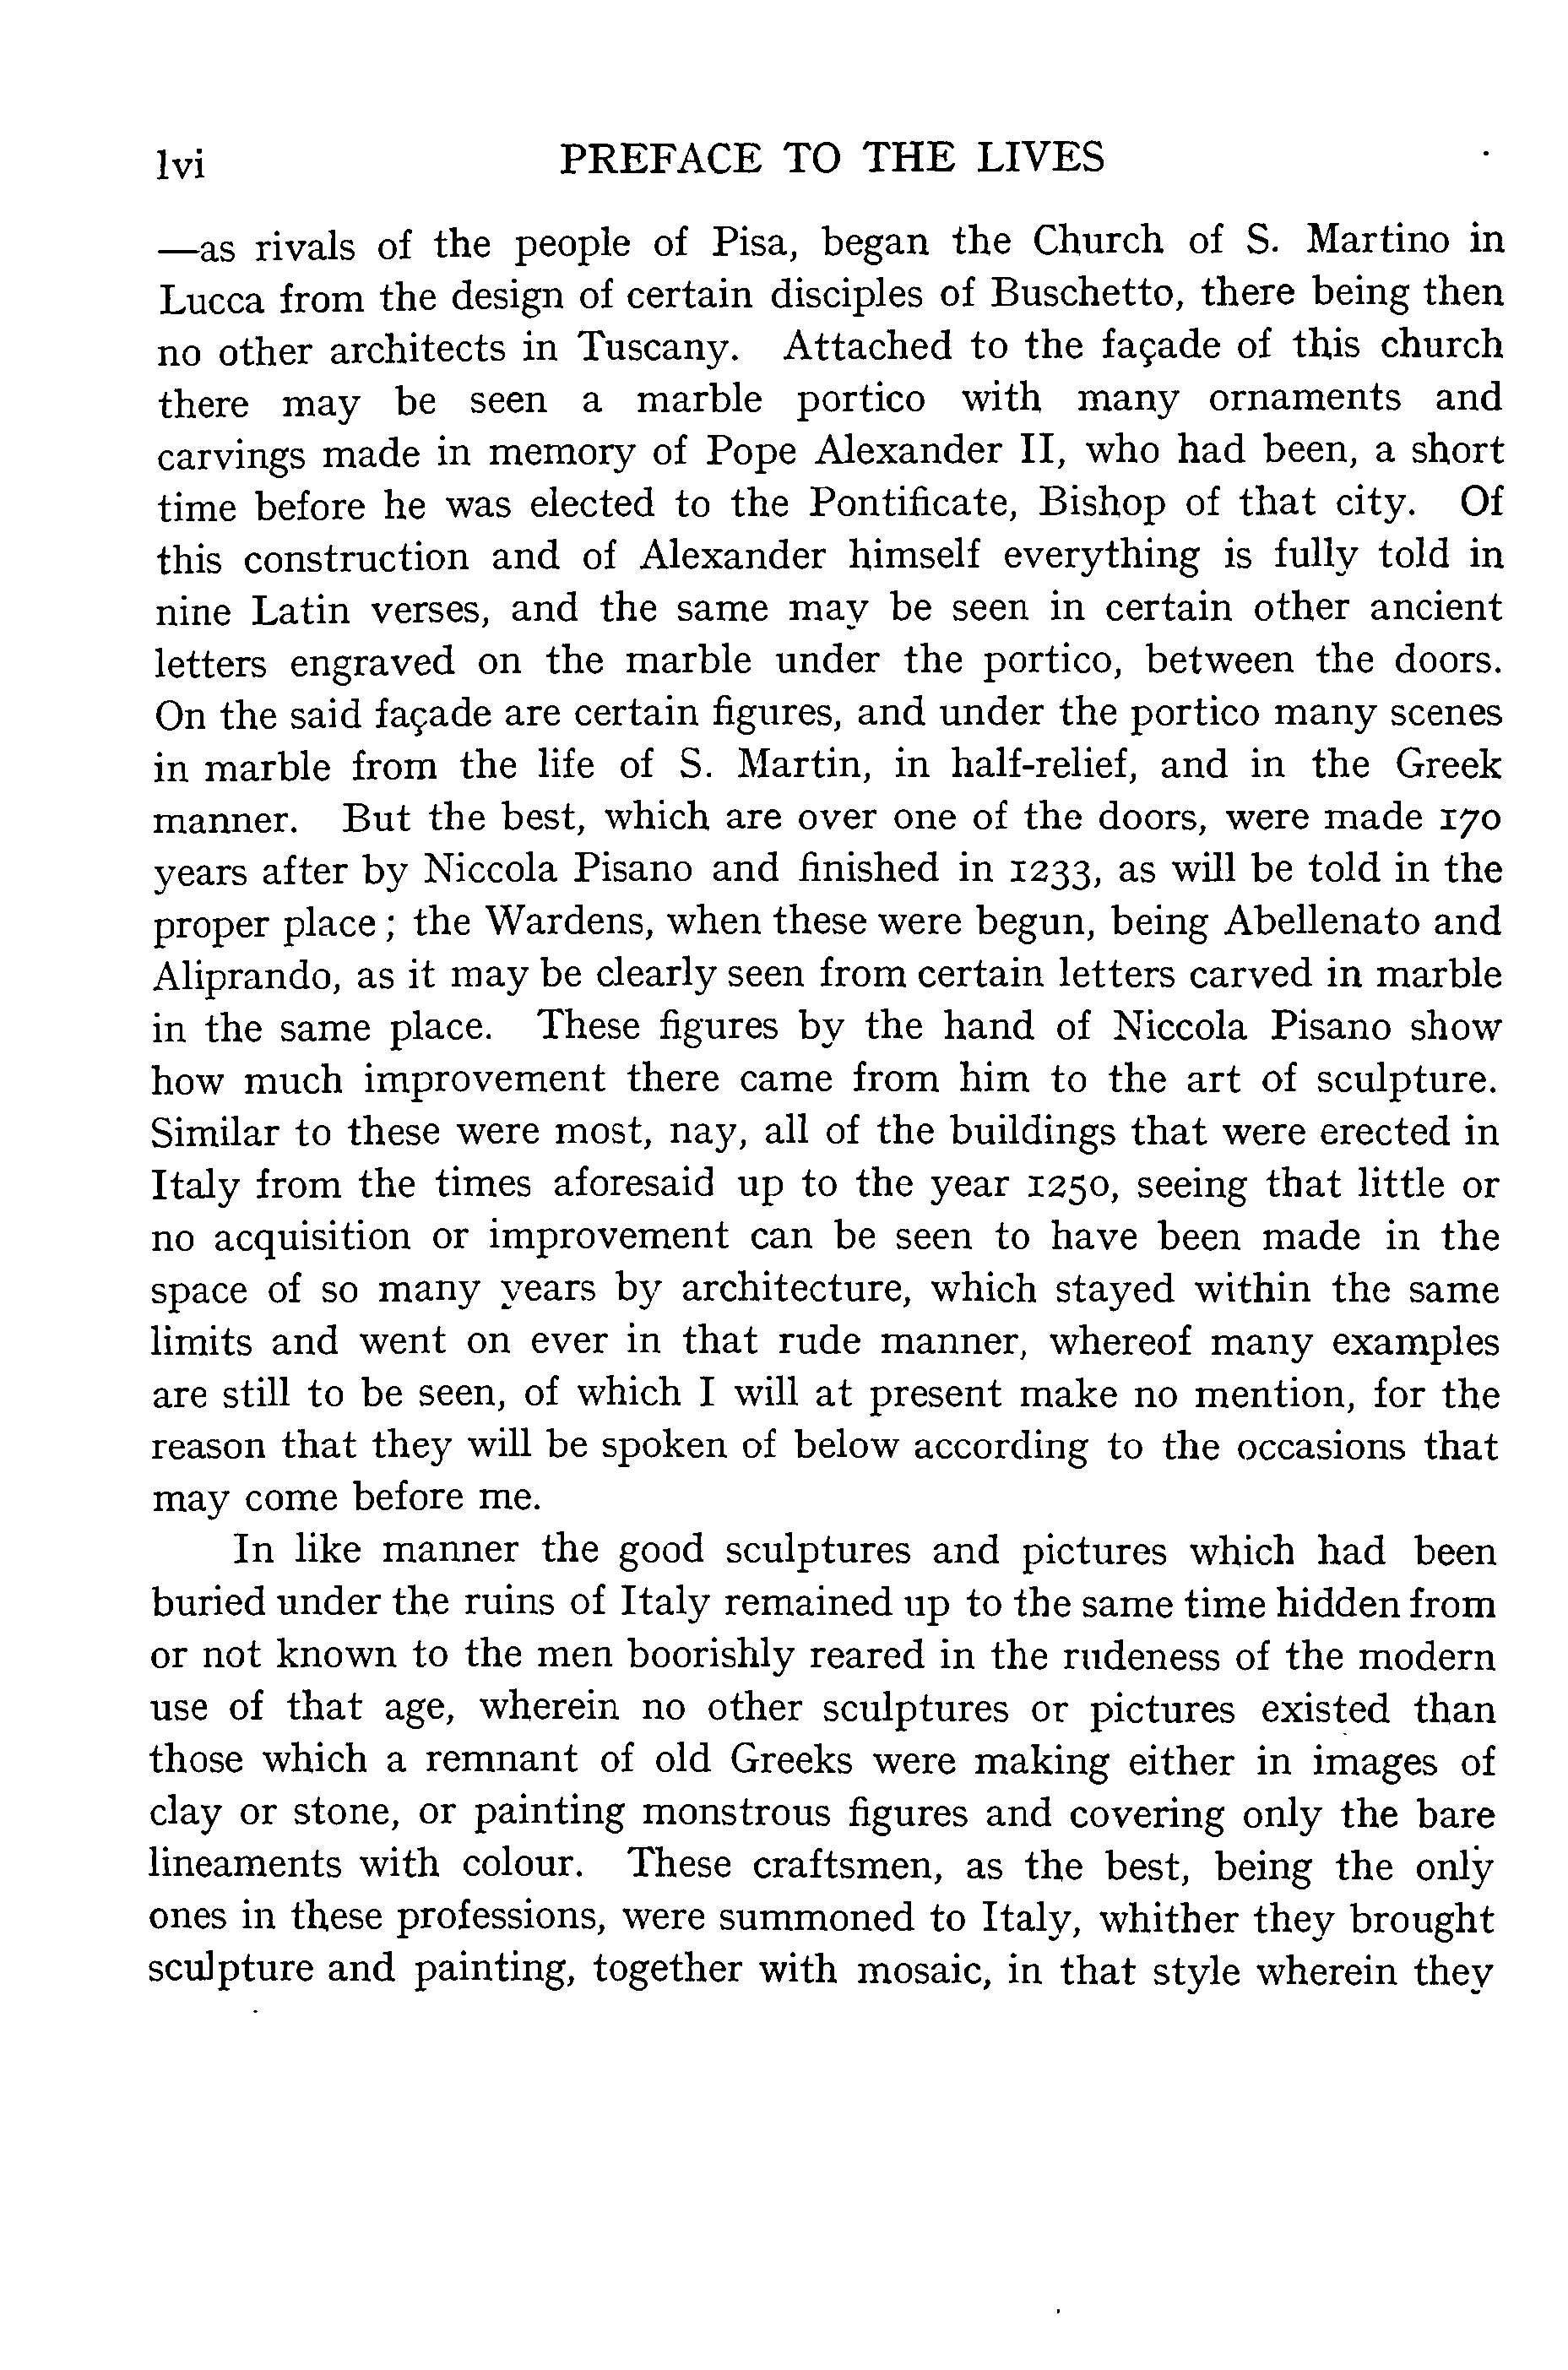 lvi PREFACE TO THE LIVES
—as rivals of the people of Pisa, began the Church of S. Martino in
Lucca from the design of certain disciples of Buschetto, there being then
no other architects in Tuscany. Attached to the façade of this church
there may be seen a marble portico with many ornaments and
carvings made in memory of Pope Alexander II, who had been, a short
time before he was elected to the Pontificate, Bishop of that city. Of
this construction and of Alexander himself everything is fully told in
nine Latin verses, and the same may be seen in certain other ancient
letters engraved on the marble under the portico, between the doors.
On the said façade are certain figures, and under the portico many scenes
in marble from the life of S. Martin, in half-relief, and in the Greek
manner. But the best, which are over one of the doors, were made 170
years after by Niccola Pisano and finished in 1233, as will be told in the
proper place ; the Wardens, when these were begun, being Abellenato and
Aliprando, as it may be clearly seen from certain letters carved in marble
in the same place. These figures by the hand of Niccola Pisano show
how much improvement there came from him to the art of sculpture.
Similar to these were most, nay, all of the buildings that were erected in
Italy from the times aforesaid up to the year 1250, seeing that little or
no acquisition or improvement can be seen to have been made in the
space of so many years by architecture, which stayed within the same
limits and went on ever in that rude manner, whereof many examples
are still to be seen, of which I will at present make no mention, for the
reason that they will be spoken of below according to the occasions that
may come before me.
In like manner the good sculptures and pictures which had been
buried under the ruins of Italy remained up to the same time hidden from
or not known to the men boorishly reared in the rudeness of the modern
use of that age, wherein no other sculptures or pictures existed than
those which a remnant of old Greeks were making either in images of
clay or stone, or painting monstrous figures and covering only the bare
lineaments with colour. These craftsmen, as the best, being the only
ones in these professions, were summoned to Italy, whither they brought
sculpture and painting, together with mosaic, in that style wherein they